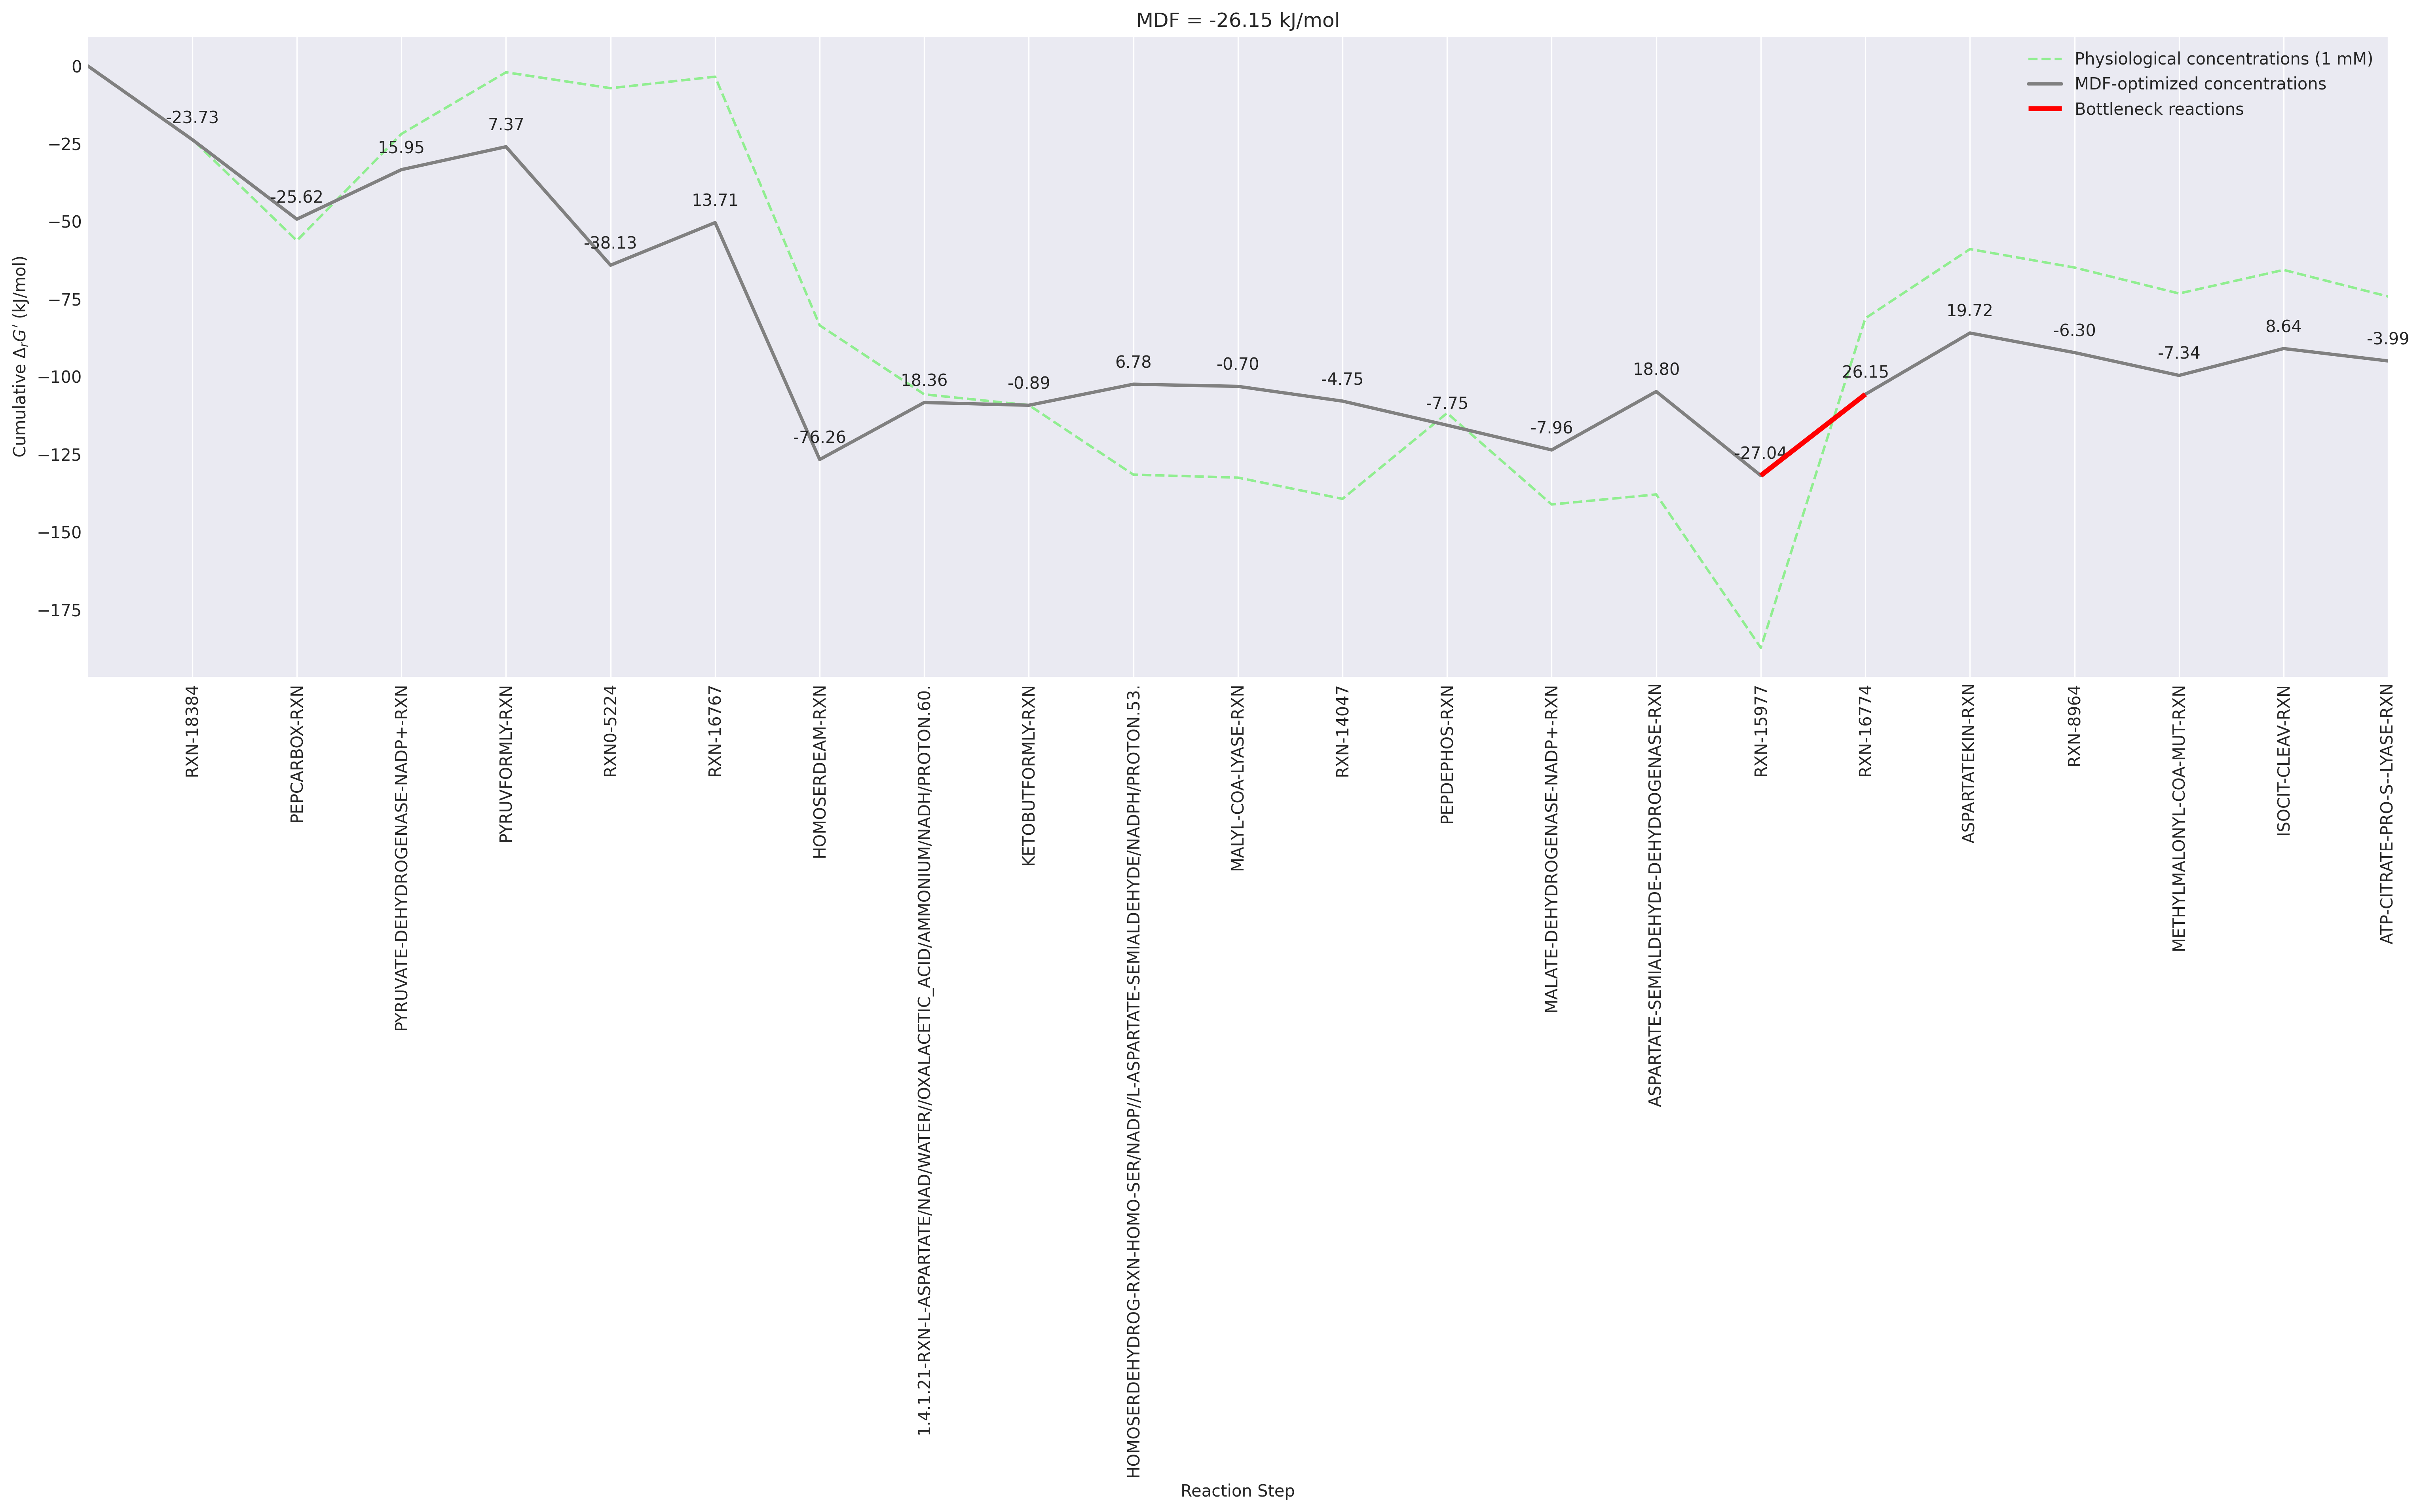 MDF = -26.15 kJ/mol
Physiological concentrations (1 mM)
MDF-optimized concentrations
Bottleneck reactions
Cumulative ΔrG′ (kJ/mol)
0
−25
−50
−75
−100
−125
−150
−175
-23.73
-25.62
15.95
7.37
-38.13
13.71
-76.26
18.36
-0.89
6.78
-0.70
-4.75
-7.75
-7.96
18.80
-27.04
26.15
19.72
-6.30
-7.34
8.64
-3.99
RXN-18384
PEPCARBOX-RXN
PYRUVATE-DEHYDROGENASE-NADP+-RXN
PYRUVFORMLY-RXN
RXN0-5224
RXN-16767
HOMOSERDEAM-RXN
1.4.1.21-RXN-L-ASPARTATE/NAD/WATER//OXALACETIC_ACID/AMMONIUM/NADH/PROTON.60.
KETOBUTFORMLY-RXN
HOMOSERDEHYDROG-RXN-HOMO-SER/NADP//L-ASPARTATE-SEMIALDEHYDE/NADPH/PROTON.53.
MALYL-COA-LYASE-RXN
RXN-14047
PEPDEPHOS-RXN
MALATE-DEHYDROGENASE-NADP+-RXN
ASPARTATE-SEMIALDEHYDE-DEHYDROGENASE-RXN
RXN-15977
RXN-16774
ASPARTATEKIN-RXN
RXN-8964
METHYLMALONYL-COA-MUT-RXN
ISOCIT-CLEAV-RXN
ATP-CITRATE-PRO-S--LYASE-RXN
Reaction Step